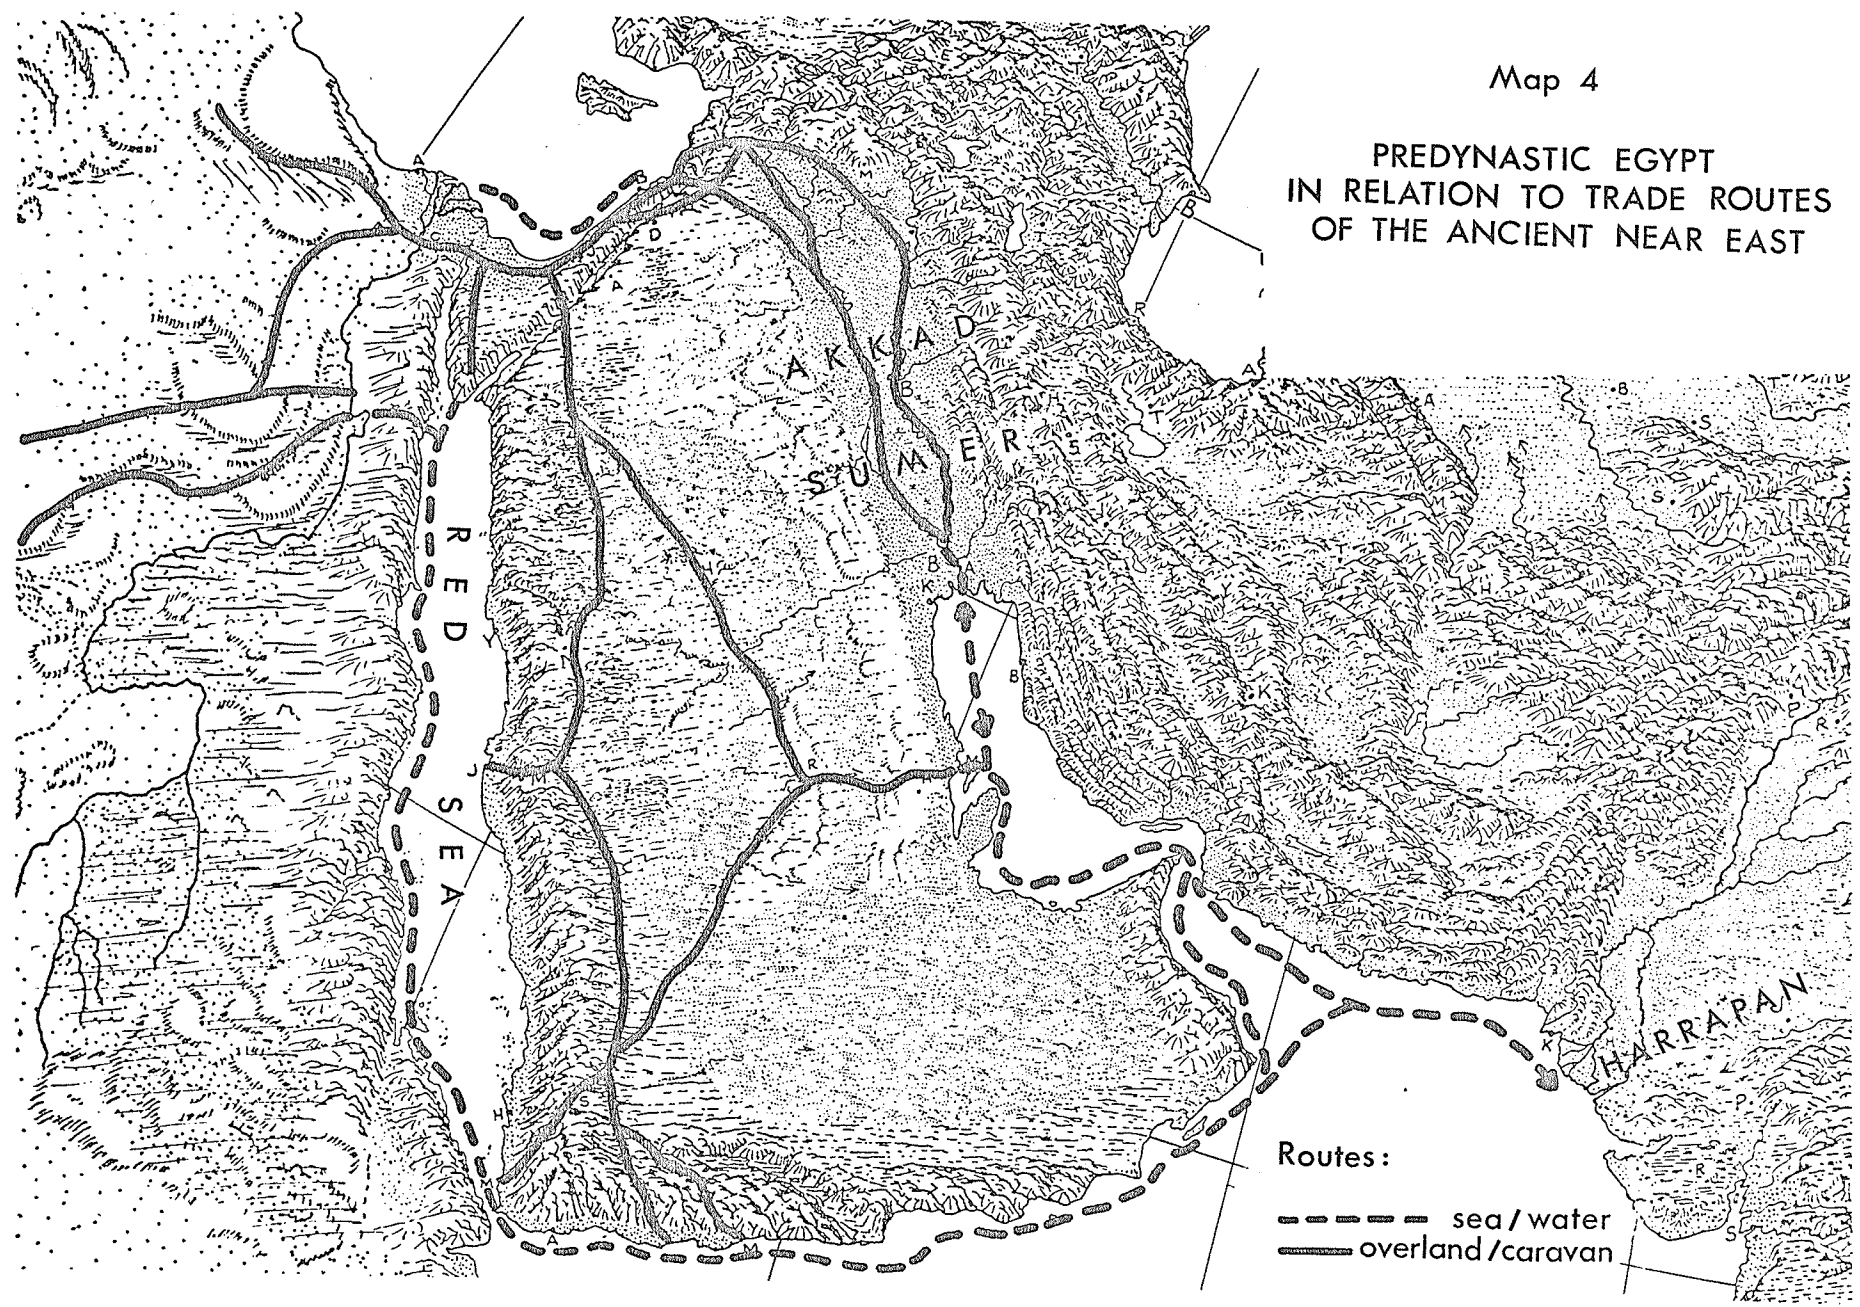 Map 4
PREDYNASTIC EGYPT
IN RELATION TO TRADE ROUTES
OF THE ANCIENT NEAR EAST
AKKAD
SUMER
RED SEA
HARRAPAN
Routes:
sea/water
overland/caravan